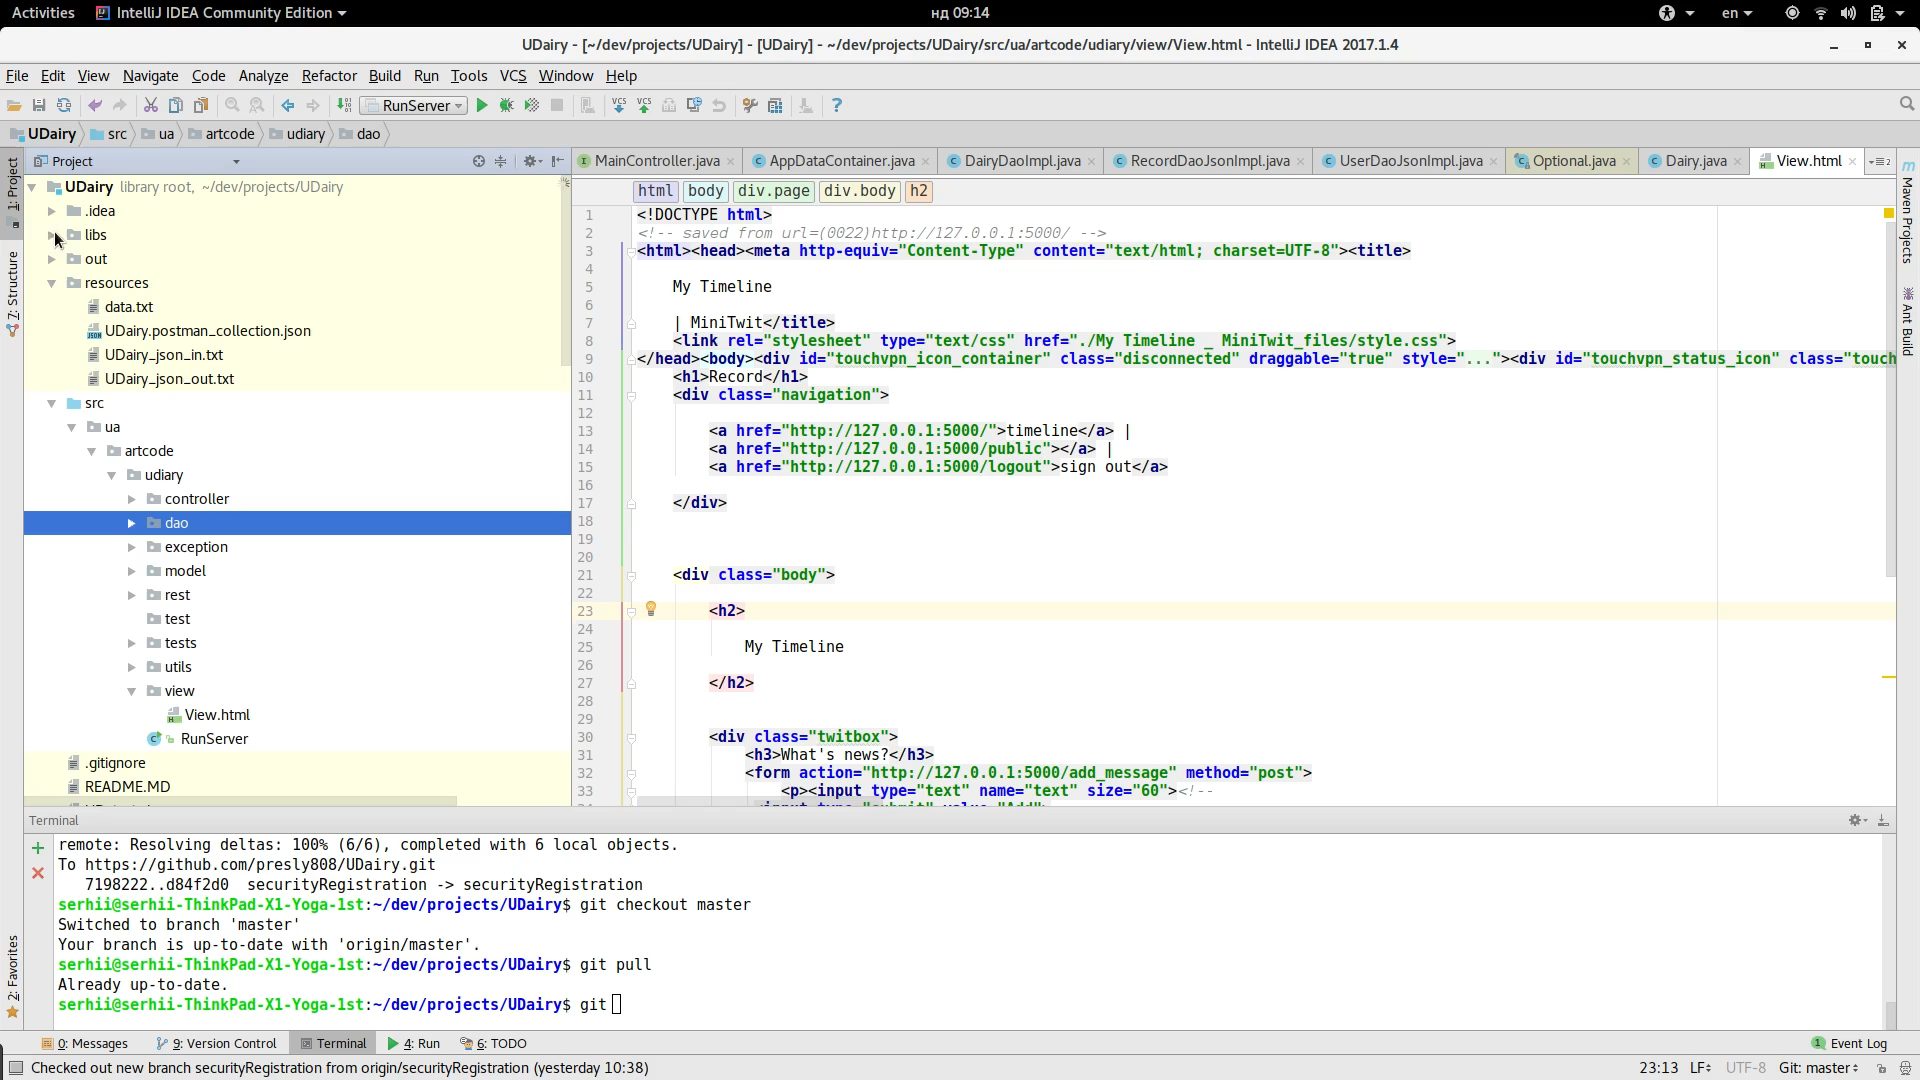 Activities IntelliJ IDEA Community Edition нд 09:14 en
UDairy - [~/dev/projects/UDairy] - [UDairy] - ~/dev/projects/UDairy/src/ua/artcode/udiary/view/View.html - IntelliJ IDEA 2017.1.4
File Edit View Navigate Code Analyze Refactor Build Run Tools VCS Window Help
RunServer
UDairy src ua artcode udiary dao
1: Project
7: Structure
2: Favorites
Project
UDairy library root, ~/dev/projects/UDairy
.idea
libs
out
resources
data.txt
UDairy.postman_collection.json
UDairy_json_in.txt
UDairy_json_out.txt
src
ua
artcode
udiary
controller
dao
exception
model
rest
test
tests
utils
view
View.html
RunServer
.gitignore
README.MD
MainController.java AppDataContainer.java DairyDaoImpl.java RecordDaoJsonImpl.java UserDaoJsonImpl.java Optional.java Dairy.java View.html
html body div.page div.body h2
1 <!DOCTYPE html>
2 <!-- saved from url=(0022)http://127.0.0.1:5000/ -->
3 <html><head><meta http-equiv="Content-Type" content="text/html; charset=UTF-8"><title>
4
5 My Timeline
6
7 | MiniTwit</title>
8 <link rel="stylesheet" type="text/css" href="./My Timeline _ MiniTwit_files/style.css">
9 </head><body><div id="touchvpn_icon_container" class="disconnected" draggable="true" style="..."><div id="touchvpn_status_icon" class="touch
10 <h1>Record</h1>
11 <div class="navigation">
12
13 <a href="http://127.0.0.1:5000/">timeline</a> |
14 <a href="http://127.0.0.1:5000/public"></a> |
15 <a href="http://127.0.0.1:5000/logout">sign out</a>
16
17 </div>
18
19
20
21 <div class="body">
22
23 <h2>
24
25 My Timeline
26
27 </h2>
28
29
30 <div class="twitbox">
31 <h3>What's news?</h3>
32 <form action="http://127.0.0.1:5000/add_message" method="post">
33 <p><input type="text" name="text" size="60"><!--
Maven Projects
Ant Build
Terminal
remote: Resolving deltas: 100% (6/6), completed with 6 local objects.
To https://github.com/presly808/UDairy.git
7198222..d84f2d0 securityRegistration -> securityRegistration
serhii@serhii-ThinkPad-X1-Yoga-1st:~/dev/projects/UDairy$ git checkout master
Switched to branch 'master'
Your branch is up-to-date with 'origin/master'.
serhii@serhii-ThinkPad-X1-Yoga-1st:~/dev/projects/UDairy$ git pull
Already up-to-date.
serhii@serhii-ThinkPad-X1-Yoga-1st:~/dev/projects/UDairy$ git
0: Messages 9: Version Control Terminal 4: Run 6: TODO 1 Event Log
Checked out new branch securityRegistration from origin/securityRegistration (yesterday 10:38) 23:13 LF UTF-8 Git: master